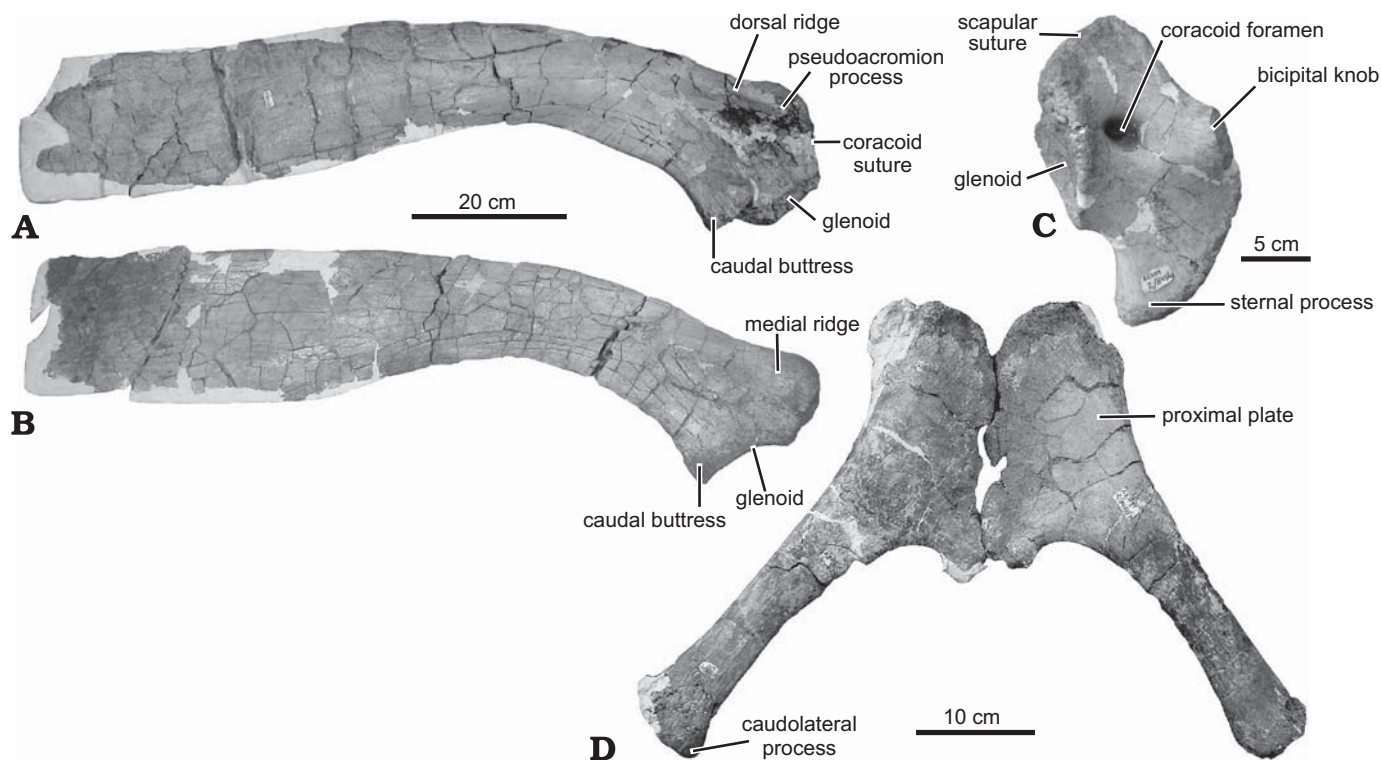 dorsal ridge
pseudoacromion
process
coracoid
suture
glenoid
caudal buttress
20 cm
A
scapular
suture
coracoid foramen
bicipital knob
glenoid
C
5 cm
sternal process
medial ridge
glenoid
caudal buttress
B
proximal plate
10 cm
caudolateral
process
D